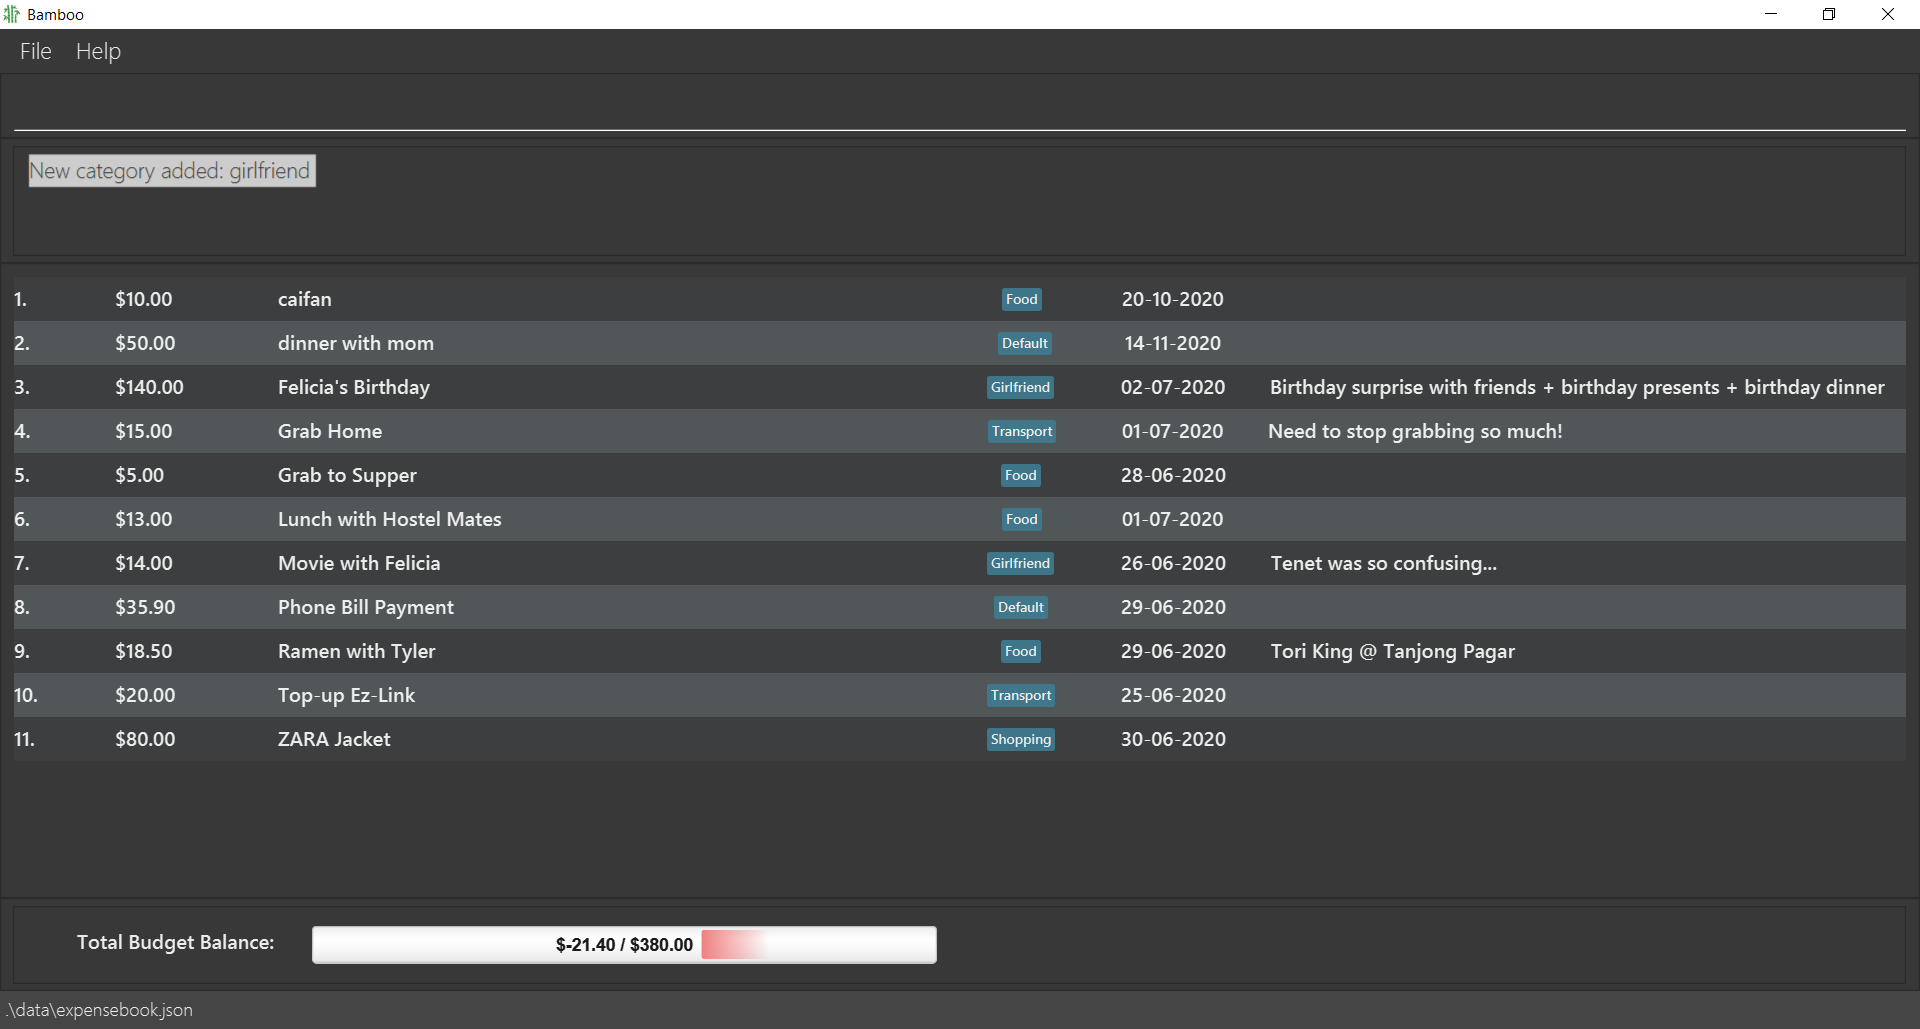 Bamboo
File Help
New category added: girlfriend
1. $10.00 caifan Food 20-10-2020
2. $50.00 dinner with mom Default 14-11-2020
3. $140.00 Felicia's Birthday Girlfriend 02-07-2020 Birthday surprise with friends + birthday presents + birthday dinner
4. $15.00 Grab Home Transport 01-07-2020 Need to stop grabbing so much!
5. $5.00 Grab to Supper Food 28-06-2020
6. $13.00 Lunch with Hostel Mates Food 01-07-2020
7. $14.00 Movie with Felicia Girlfriend 26-06-2020 Tenet was so confusing...
8. $35.90 Phone Bill Payment Default 29-06-2020
9. $18.50 Ramen with Tyler Food 29-06-2020 Tori King @ Tanjong Pagar
10. $20.00 Top-up Ez-Link Transport 25-06-2020
11. $80.00 ZARA Jacket Shopping 30-06-2020
Total Budget Balance: $-21.40 / $380.00
.\data\expensebook.json